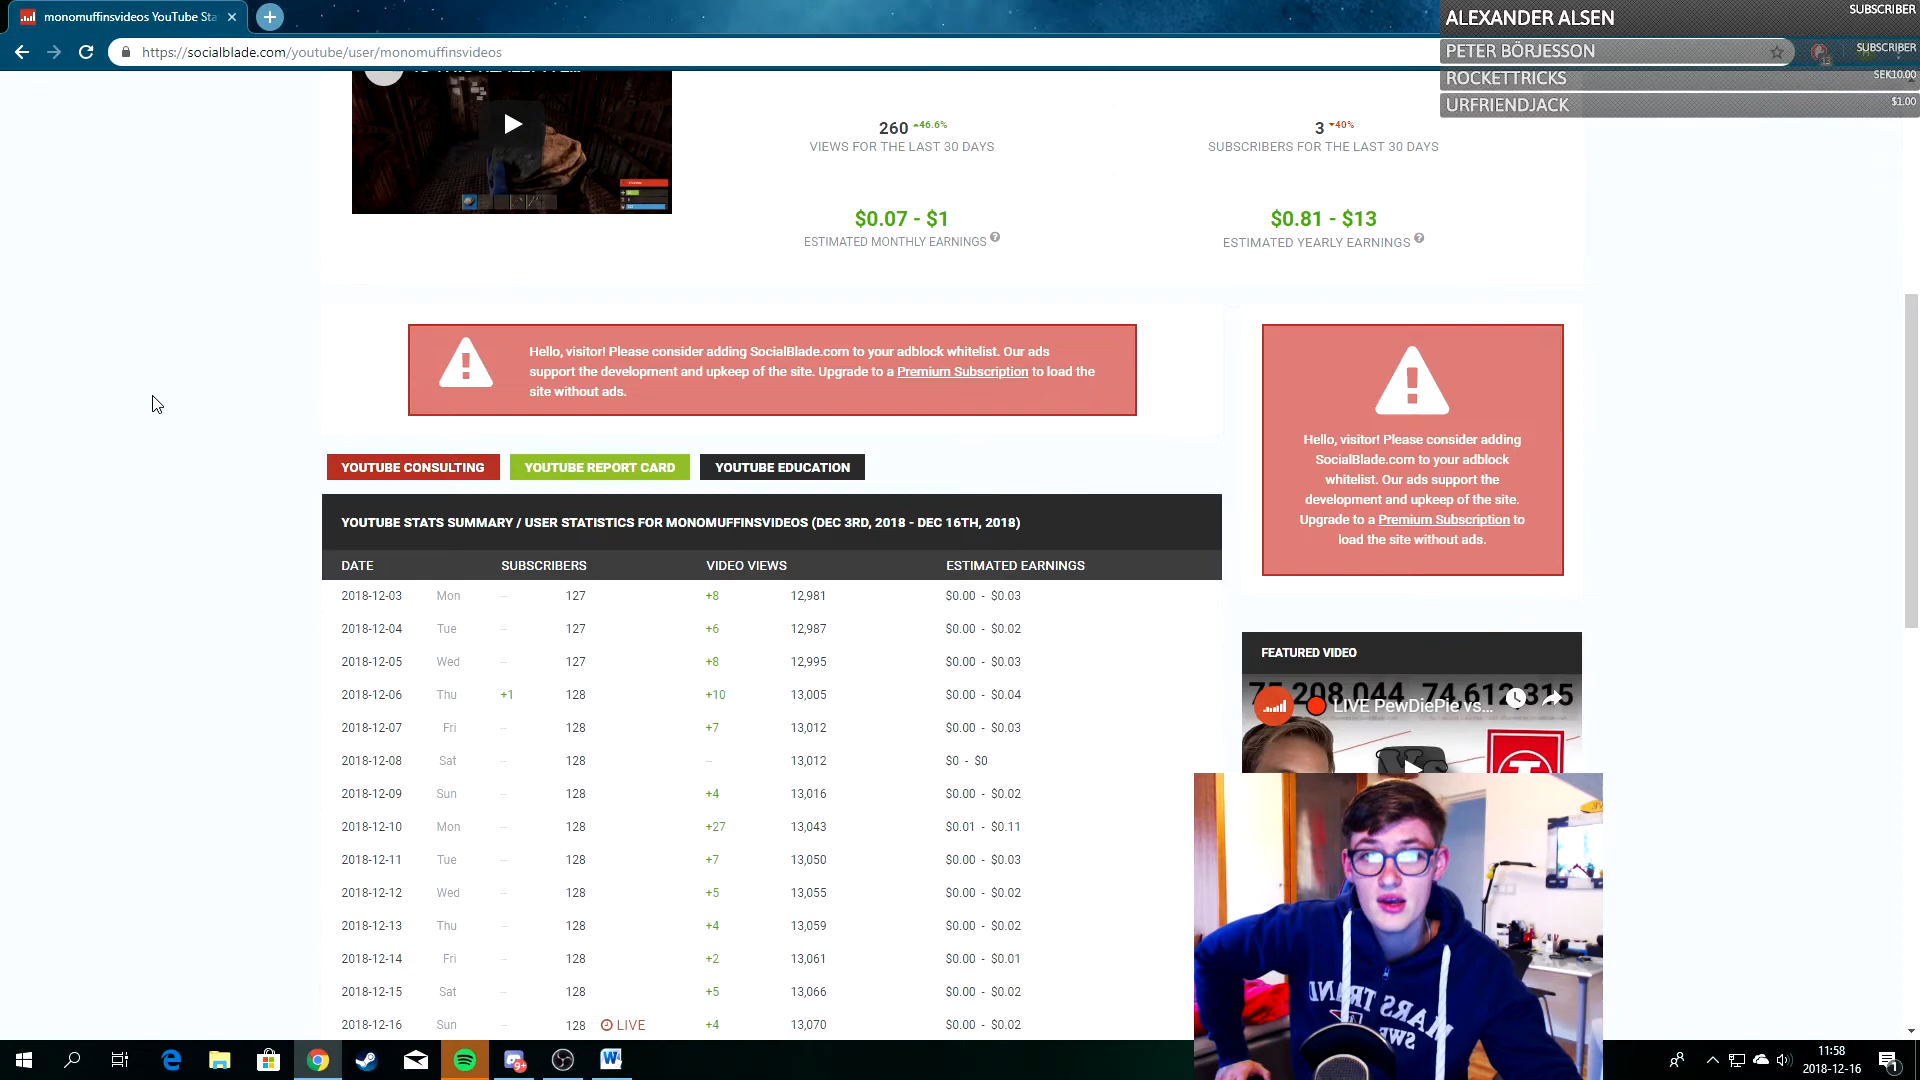 monomuffinsvideos YouTube Sta
https://socialblade.com/youtube/user/monomuffinsvideos
ALEXANDER ALSEN SUBSCRIBER
PETER BÖRJESSON SUBSCRIBER
ROCKETTRICKS SEK10.00
URFRIENDJACK $1.00
13
260 46.6%
VIEWS FOR THE LAST 30 DAYS
3 40%
SUBSCRIBERS FOR THE LAST 30 DAYS
$0.07 - $1
ESTIMATED MONTHLY EARNINGS ?
$0.81 - $13
ESTIMATED YEARLY EARNINGS ?
Hello, visitor! Please consider adding SocialBlade.com to your adblock whitelist. Our ads
support the development and upkeep of the site. Upgrade to a Premium Subscription to load the
site without ads.
Hello, visitor! Please consider adding
SocialBlade.com to your adblock
whitelist. Our ads support the
development and upkeep of the site.
Upgrade to a Premium Subscription to
load the site without ads.
YOUTUBE CONSULTING YOUTUBE REPORT CARD YOUTUBE EDUCATION
YOUTUBE STATS SUMMARY / USER STATISTICS FOR MONOMUFFINSVIDEOS (DEC 3RD, 2018 - DEC 16TH, 2018)
DATE SUBSCRIBERS VIDEO VIEWS ESTIMATED EARNINGS
2018-12-03 Mon -- 127 +8 12,981 $0.00 - $0.03
2018-12-04 Tue -- 127 +6 12,987 $0.00 - $0.02
2018-12-05 Wed -- 127 +8 12,995 $0.00 - $0.03
2018-12-06 Thu +1 128 +10 13,005 $0.00 - $0.04
2018-12-07 Fri -- 128 +7 13,012 $0.00 - $0.03
2018-12-08 Sat -- 128 -- 13,012 $0 - $0
2018-12-09 Sun -- 128 +4 13,016 $0.00 - $0.02
2018-12-10 Mon -- 128 +27 13,043 $0.01 - $0.11
2018-12-11 Tue -- 128 +7 13,050 $0.00 - $0.03
2018-12-12 Wed -- 128 +5 13,055 $0.00 - $0.02
2018-12-13 Thu -- 128 +4 13,059 $0.00 - $0.02
2018-12-14 Fri -- 128 +2 13,061 $0.00 - $0.01
2018-12-15 Sat -- 128 +5 13,066 $0.00 - $0.02
2018-12-16 Sun -- 128 LIVE +4 13,070 $0.00 - $0.02
FEATURED VIDEO
75,208,044 74,612,315
LIVE PewDiePie vs...
MARS TRAND
SWE
9+
W
11:58
2018-12-16
1